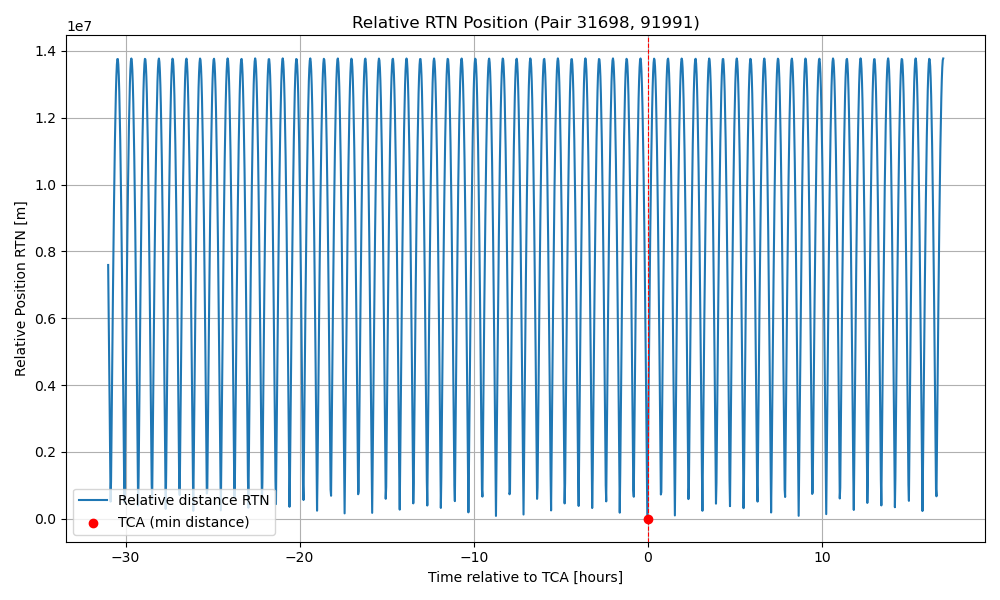 Relative RTN Position (Pair 31698, 91991)
1e7
1.4
1.2
1.0
0.8
0.6
0.4
0.2
0.0
Relative Position RTN [m]
Relative distance RTN
TCA (min distance)
−30 −20 −10 0 10
Time relative to TCA [hours]